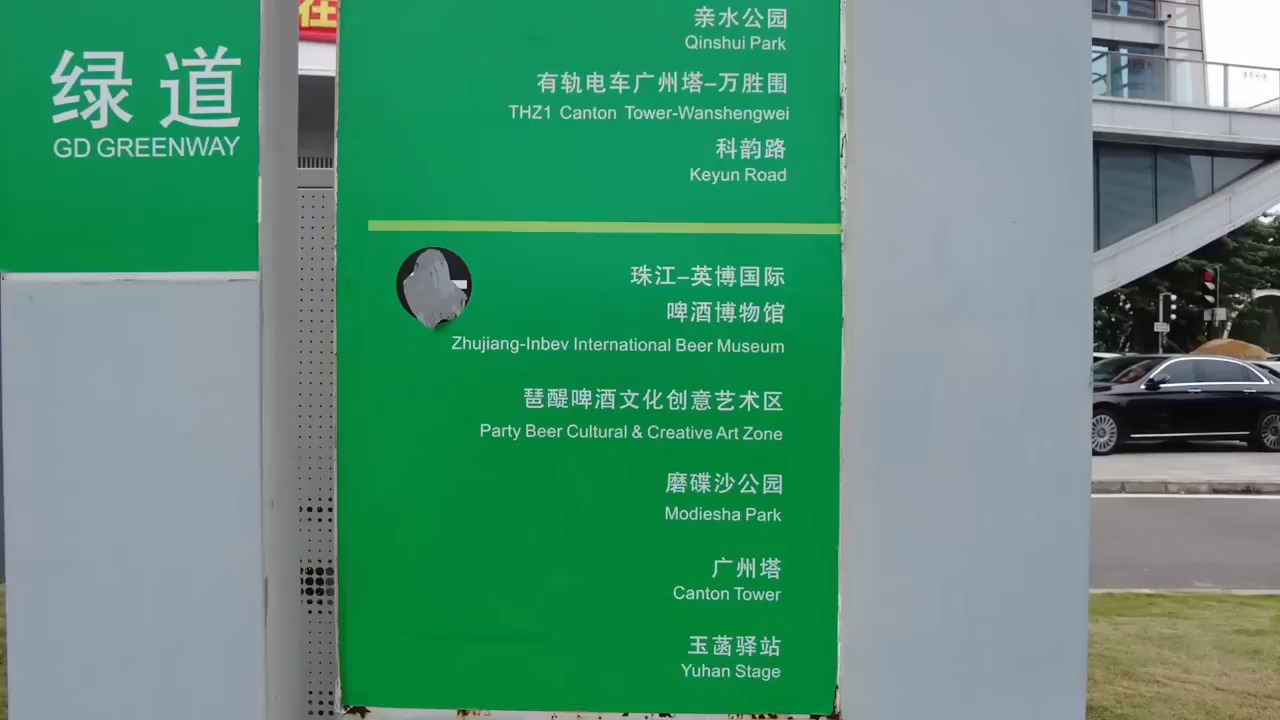 绿道
GD GREENWAY
在
亲水公园
Qinshui Park
有轨电车广州塔–万胜围
THZ1 Canton Tower-Wanshengwei
科韵路
Keyun Road
珠江–英博国际
啤酒博物馆
Zhujiang-Inbev International Beer Museum
琶醍啤酒文化创意艺术区
Party Beer Cultural & Creative Art Zone
磨碟沙公园
Modiesha Park
广州塔
Canton Tower
玉菡驿站
Yuhan Stage